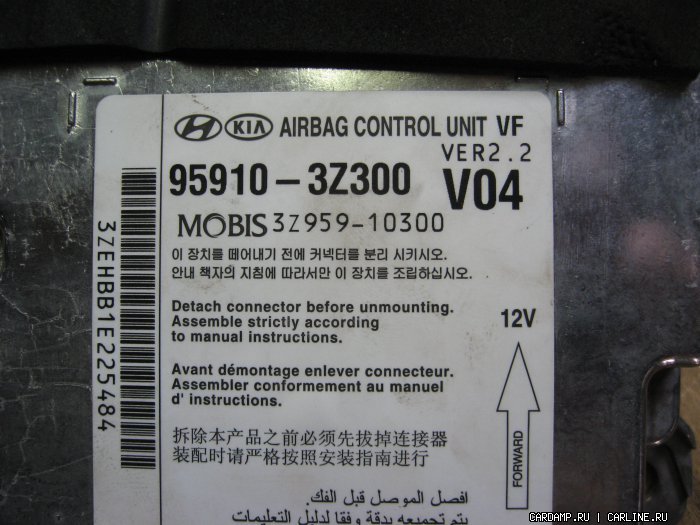 HYUNDAI KIA AIRBAG CONTROL UNIT VF
VER2.2
95910-3Z300 V04
MOBIS 3Z959-10300
이 장치를 떼어내기 전에 커넥터를 분리 시키시오.
안내 책자의 지침에 따라서만 이 장치를 조립하십시오.
Detach connector before unmounting.
Assemble strictly according
to manual instructions.
12V
Avant démontage enlever connecteur.
Assembler conformement au manuel
d' instructions.
拆除本产品之前必须先拔掉连接器
装配时请严格按照安装指南进行
FORWARD
افصل الموصل قبل الفك.
قم بتجميعه بدقة وفقا لدليل التعليمات
3ZEHBB1E225484
CARDAMP.RU | CARLINE.RU